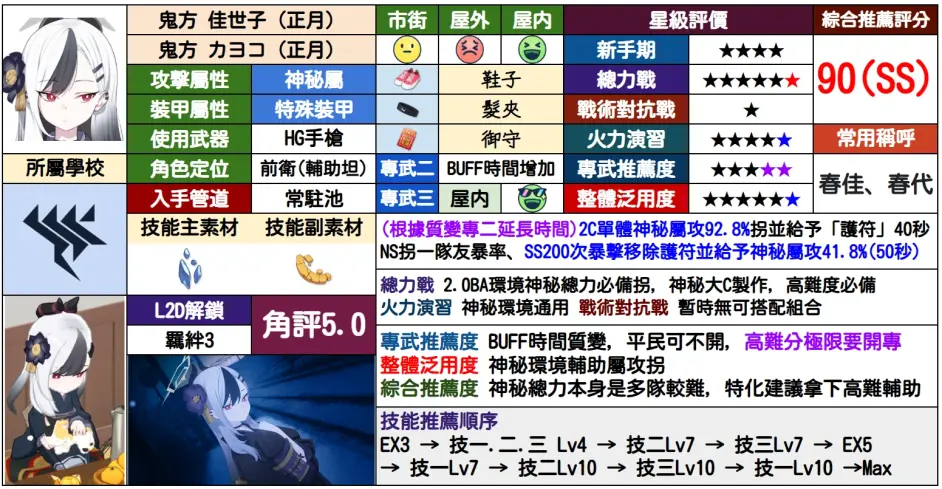 鬼方 佳世子（正月）
鬼方 カヨコ（正月）
攻擊屬性 神秘屬
裝甲屬性 特殊裝甲
使用武器 HG手槍
所屬學校
角色定位 前衛(輔助坦)
入手管道 常駐池
技能主素材 技能副素材
L2D解鎖
羈絆3
角評5.0
市街 屋外 屋內
鞋子
髮夾
御守
專武二 BUFF時間增加
專武三 屋內
星級評價
新手期 ★★★★
總力戰 ★★★★★★
戰術對抗戰 ★
火力演習 ★★★★★
專武推薦度 ★★★★★
整體泛用度 ★★★★★★
綜合推薦評分
90(SS)
常用稱呼
春佳、春代
(根據質變專二延長時間)2C單體神秘屬攻92.8%拐並給予「護符」40秒
NS拐一隊友暴率、SS200次暴擊移除護符並給予神秘屬攻41.8%(50秒)
總力戰 2.0BA環境神秘總力必備拐, 神秘大C製作, 高難度必備
火力演習 神秘環境通用 戰術對抗戰 暫時無可搭配組合
專武推薦度 BUFF時間質變, 平民可不開, 高難分極限要開專
整體泛用度 神秘環境輔助屬攻拐
綜合推薦度 神秘總力本身是多隊較難, 特化建議拿下高難輔助
技能推薦順序
EX3 → 技一.二.三 Lv4 → 技二Lv7 → 技三Lv7 → EX5
→ 技一Lv7 → 技二Lv10 → 技三Lv10 → 技一Lv10 →Max